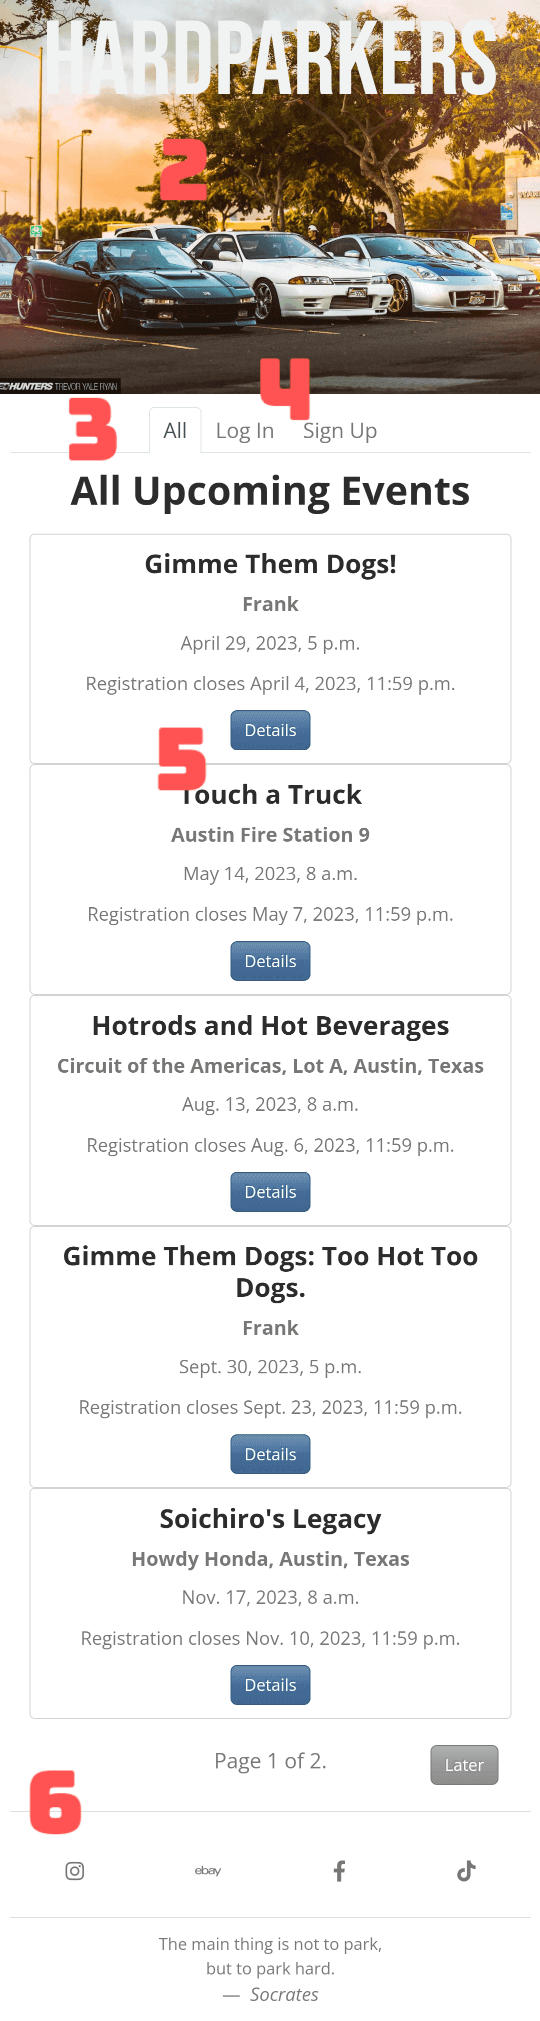 HARDPARKERS
2
WAR
HUNTERS TREVOR YALE RYAN
4
3
All Log In Sign Up
All Upcoming Events
Gimme Them Dogs!
Frank
April 29, 2023, 5 p.m.
Registration closes April 4, 2023, 11:59 p.m.
Details
5
Touch a Truck
Austin Fire Station 9
May 14, 2023, 8 a.m.
Registration closes May 7, 2023, 11:59 p.m.
Details
Hotrods and Hot Beverages
Circuit of the Americas, Lot A, Austin, Texas
Aug. 13, 2023, 8 a.m.
Registration closes Aug. 6, 2023, 11:59 p.m.
Details
Gimme Them Dogs: Too Hot Too
Dogs.
Frank
Sept. 30, 2023, 5 p.m.
Registration closes Sept. 23, 2023, 11:59 p.m.
Details
Soichiro's Legacy
Howdy Honda, Austin, Texas
Nov. 17, 2023, 8 a.m.
Registration closes Nov. 10, 2023, 11:59 p.m.
Details
Page 1 of 2.
Later
6
ebay
The main thing is not to park,
but to park hard.
— Socrates